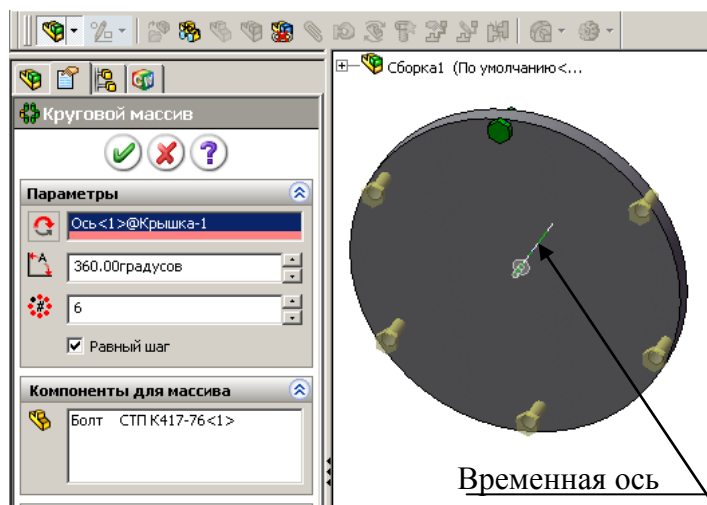 Сборка1 (По умолчанию<...
Круговой массив
Параметры
Ось<1>@Крышка-1
360.00градусов
6
Равный шаг
Компоненты для массива
Болт СТП К417-76<1>
Временная ось